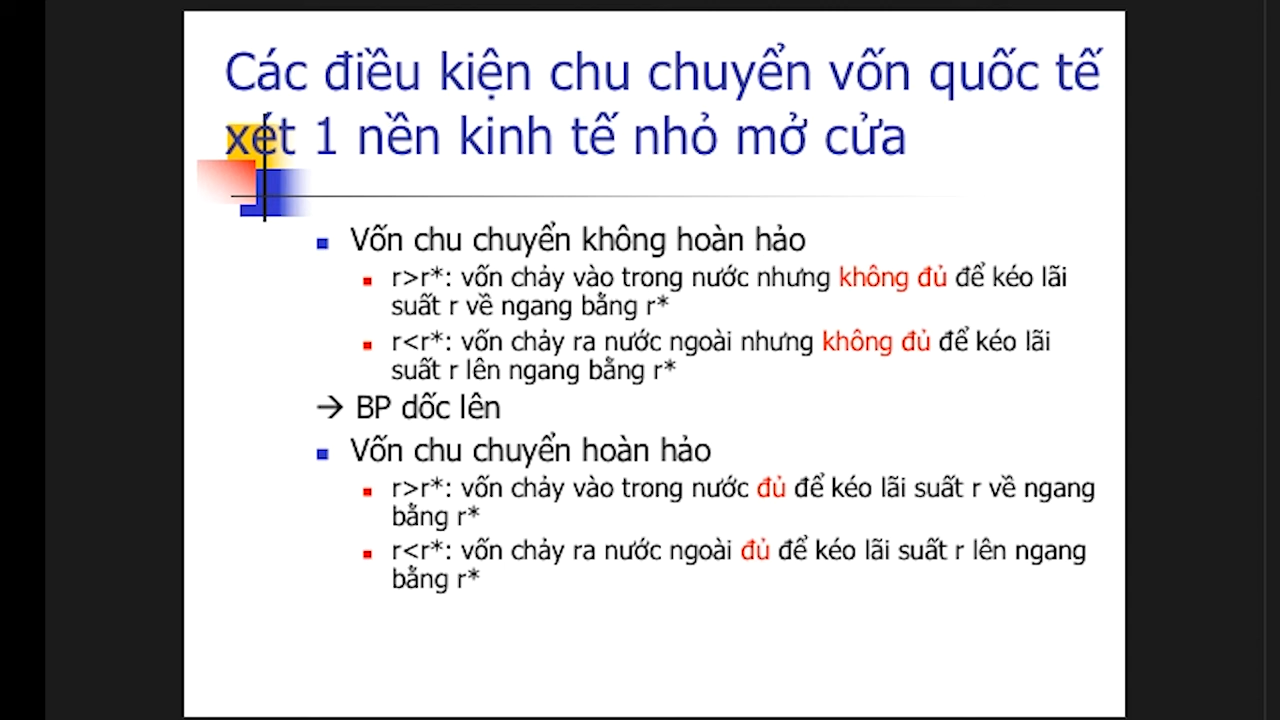 Các điều kiện chu chuyển vốn quốc tế
xét 1 nền kinh tế nhỏ mở cửa
Vốn chu chuyển không hoàn hảo
r>r*: vốn chảy vào trong nước nhưng không đủ để kéo lãi
suất r về ngang bằng r*
r<r*: vốn chảy ra nước ngoài nhưng không đủ để kéo lãi
suất r lên ngang bằng r*
→ BP dốc lên
Vốn chu chuyển hoàn hảo
r>r*: vốn chảy vào trong nước đủ để kéo lãi suất r về ngang
bằng r*
r<r*: vốn chảy ra nước ngoài đủ để kéo lãi suất r lên ngang
bằng r*